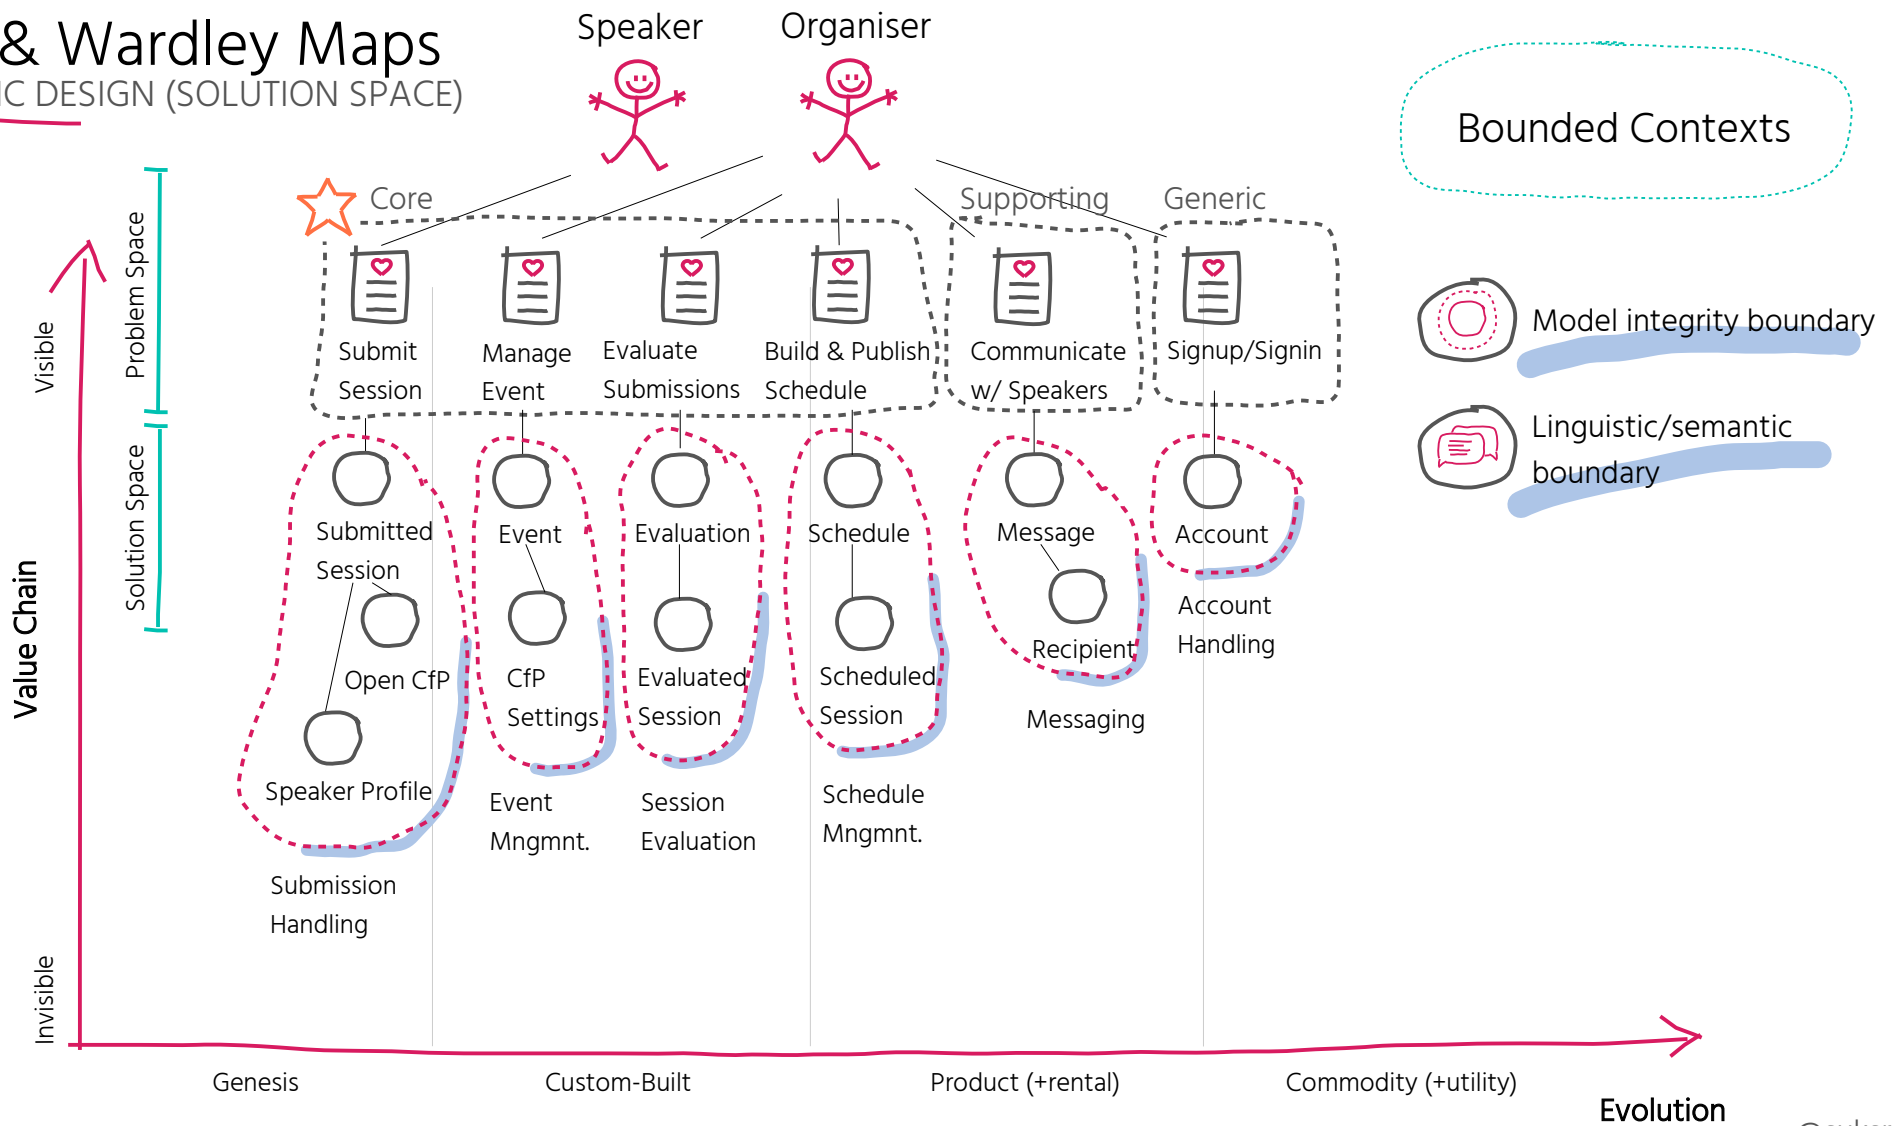 & Wardley Maps
IC DESIGN (SOLUTION SPACE)
Speaker
Organiser
Bounded Contexts
Core
Supporting
Generic
Problem Space
Visible
Submit
Session
Manage
Event
Evaluate
Submissions
Build & Publish
Schedule
Communicate
w/ Speakers
Signup/Signin
Model integrity boundary
Linguistic/semantic
boundary
Solution Space
Value Chain
Invisible
Submitted
Session
Open CfP
Speaker Profile
Submission
Handling
Event
CfP
Settings
Event
Mngmnt.
Evaluation
Evaluated
Session
Session
Evaluation
Schedule
Scheduled
Session
Schedule
Mngmnt.
Message
Recipient
Messaging
Account
Account
Handling
Genesis
Custom-Built
Product (+rental)
Commodity (+utility)
Evolution